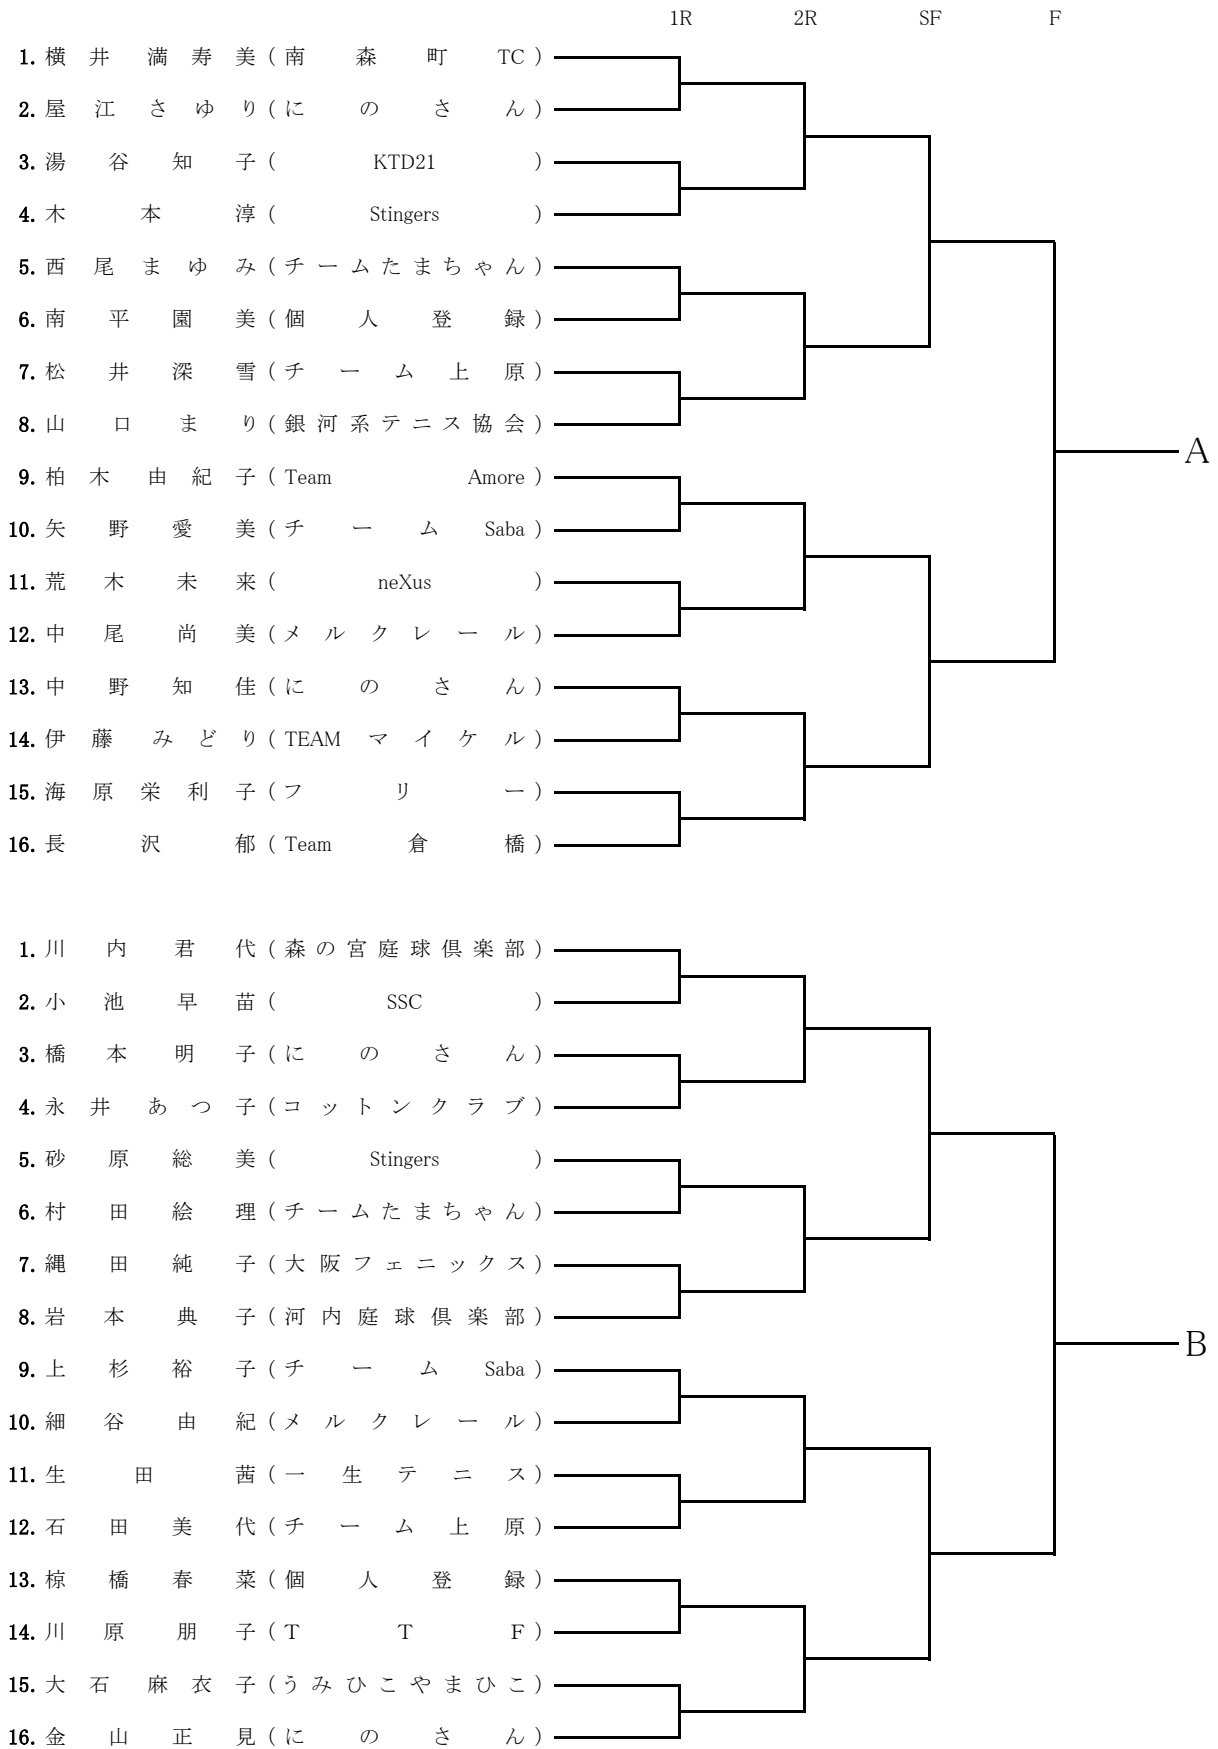 1R 2R SF F
1. 横井満寿美 (南森町TC)
2. 屋江さゆり (にのさん)
3. 湯谷知子 (KTD21)
4. 木本淳 (Stingers)
5. 西尾まゆみ (チームたまちゃん)
6. 南平園美 (個人登録)
7. 松井深雪 (チーム上原)
8. 山口まり (銀河系テニス協会)
A
9. 柏木由紀子 (Team Amore)
10. 矢野愛美 (チームSaba)
11. 荒木未来 (neXus)
12. 中尾尚美 (メルクレール)
13. 中野知佳 (にのさん)
14. 伊藤みどり (TEAMマイケル)
15. 海原栄利子 (フリー)
16. 長沢郁 (Team倉橋)
1. 川内君代 (森の宮庭球倶楽部)
2. 小池早苗 (SSC)
3. 橋本明子 (にのさん)
4. 永井あつ子 (コットンクラブ)
5. 砂原総美 (Stingers)
6. 村田絵理 (チームたまちゃん)
7. 縄田純子 (大阪フェニックス)
8. 岩本典子 (河内庭球倶楽部)
B
9. 上杉裕子 (チームSaba)
10. 細谷由紀 (メルクレール)
11. 生田茜 (一生テニス)
12. 石田美代 (チーム上原)
13. 椋橋春菜 (個人登録)
14. 川原朋子 (TTF)
15. 大石麻衣子 (うみひこやまひこ)
16. 金山正見 (にのさん)